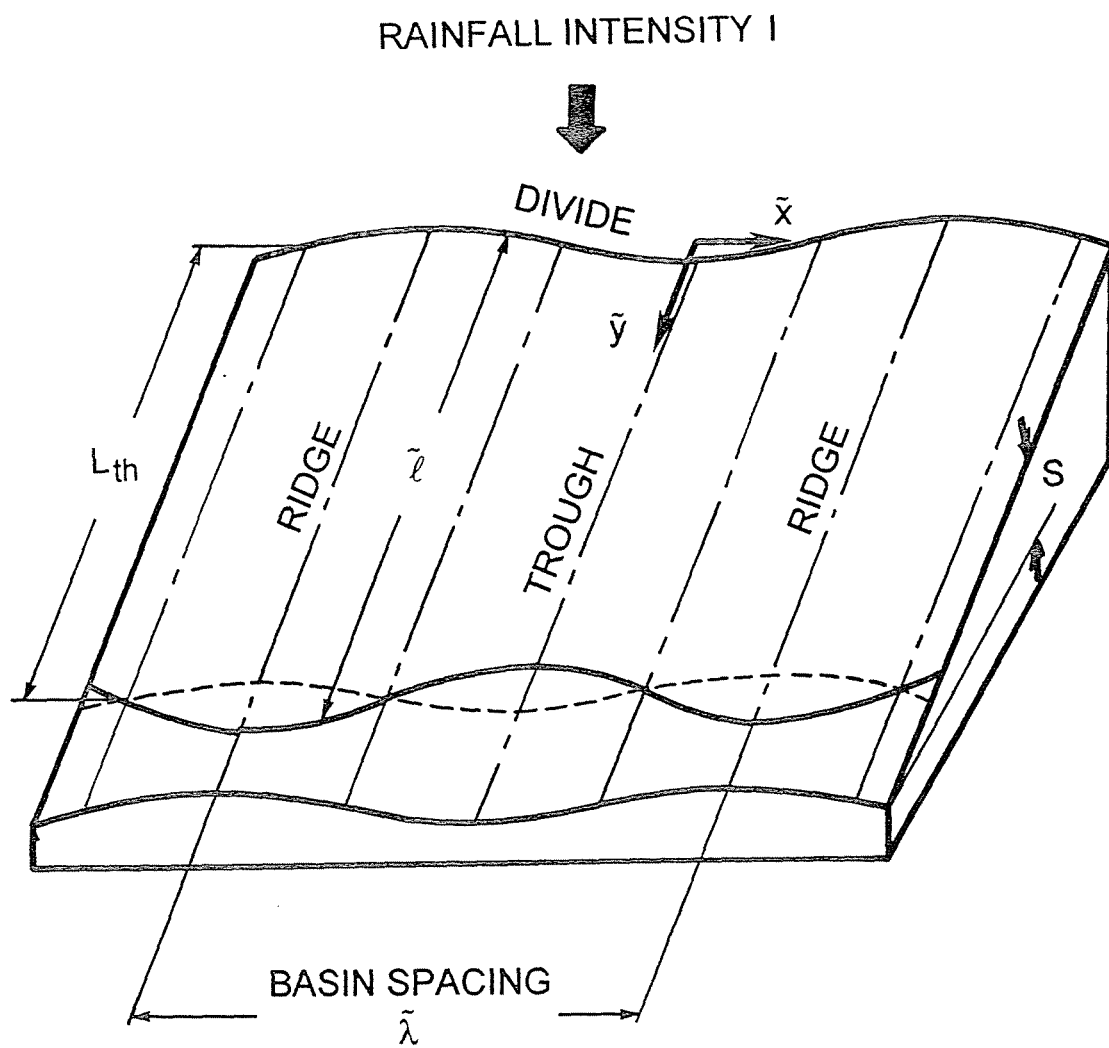 RAINFALL INTENSITY I
DIVIDE
x̃
ỹ
L_th
RIDGE
ℓ̃
TROUGH
RIDGE
S
BASIN SPACING
λ̃